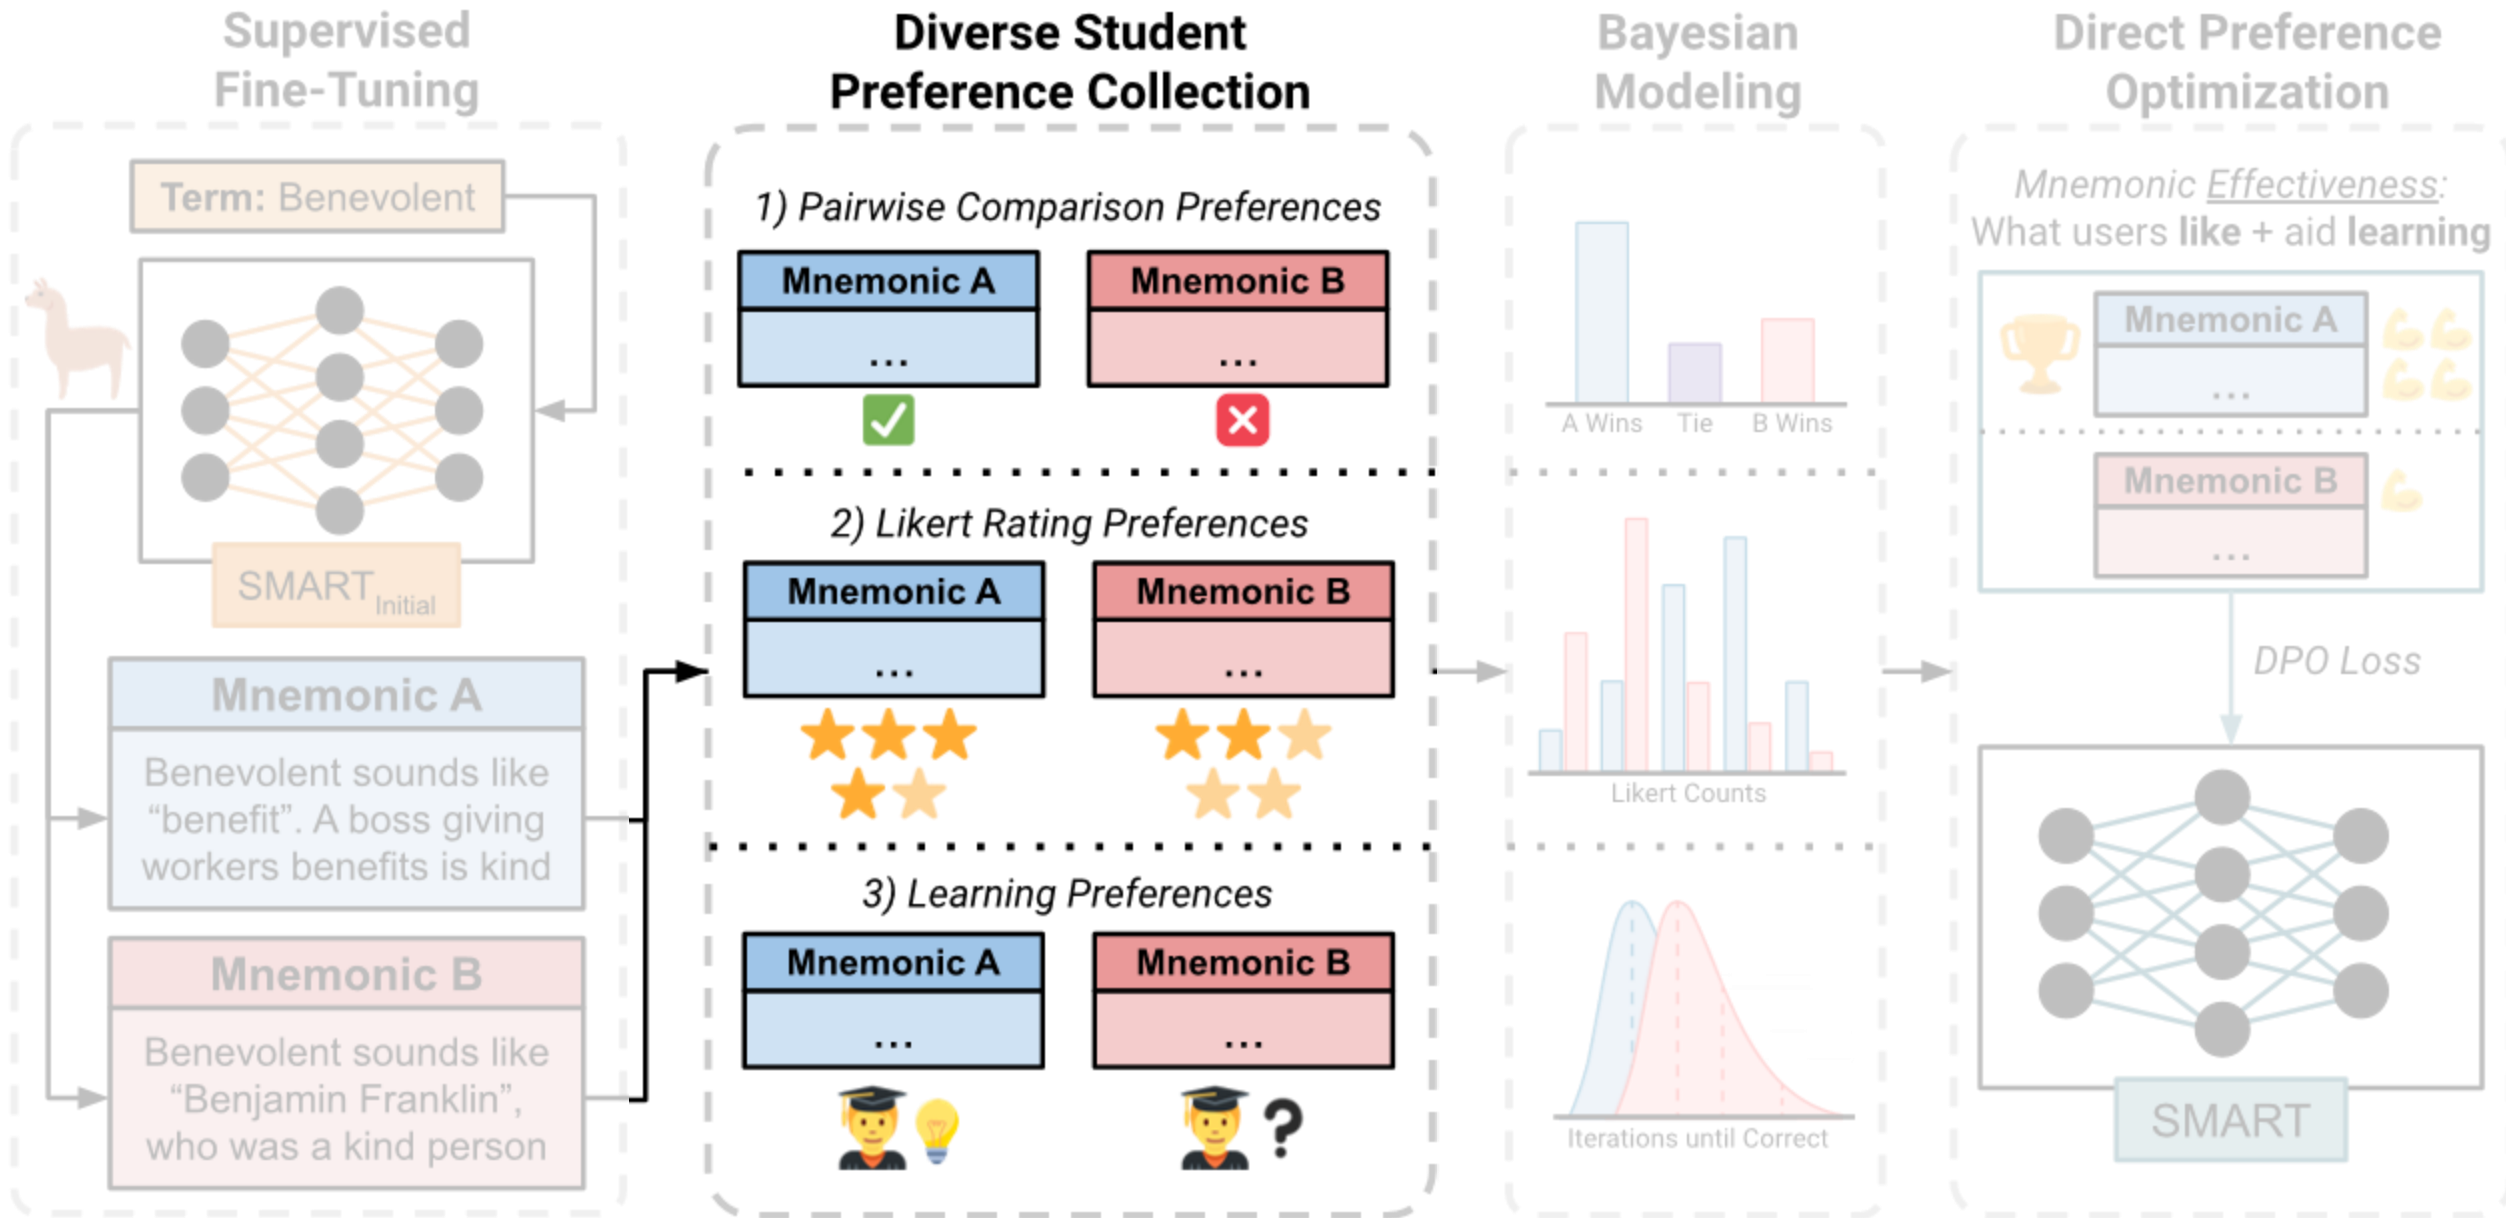 Supervised
Fine-Tuning
Term: Benevolent
SMART Initial
Mnemonic A
Benevolent sounds like
“benefit”. A boss giving
workers benefits is kind
Mnemonic B
Benevolent sounds like
“Benjamin Franklin”,
who was a kind person
Diverse Student
Preference Collection
1) Pairwise Comparison Preferences
Mnemonic A
...
Mnemonic B
...
2) Likert Rating Preferences
Mnemonic A
...
Mnemonic B
...
3) Learning Preferences
Mnemonic A
...
Mnemonic B
...
?
Bayesian
Modeling
A Wins
Tie
B Wins
Likert Counts
Iterations until Correct
Direct Preference
Optimization
Mnemonic Effectiveness:
What users like + aid learning
Mnemonic A
...
Mnemonic B
...
DPO Loss
SMART